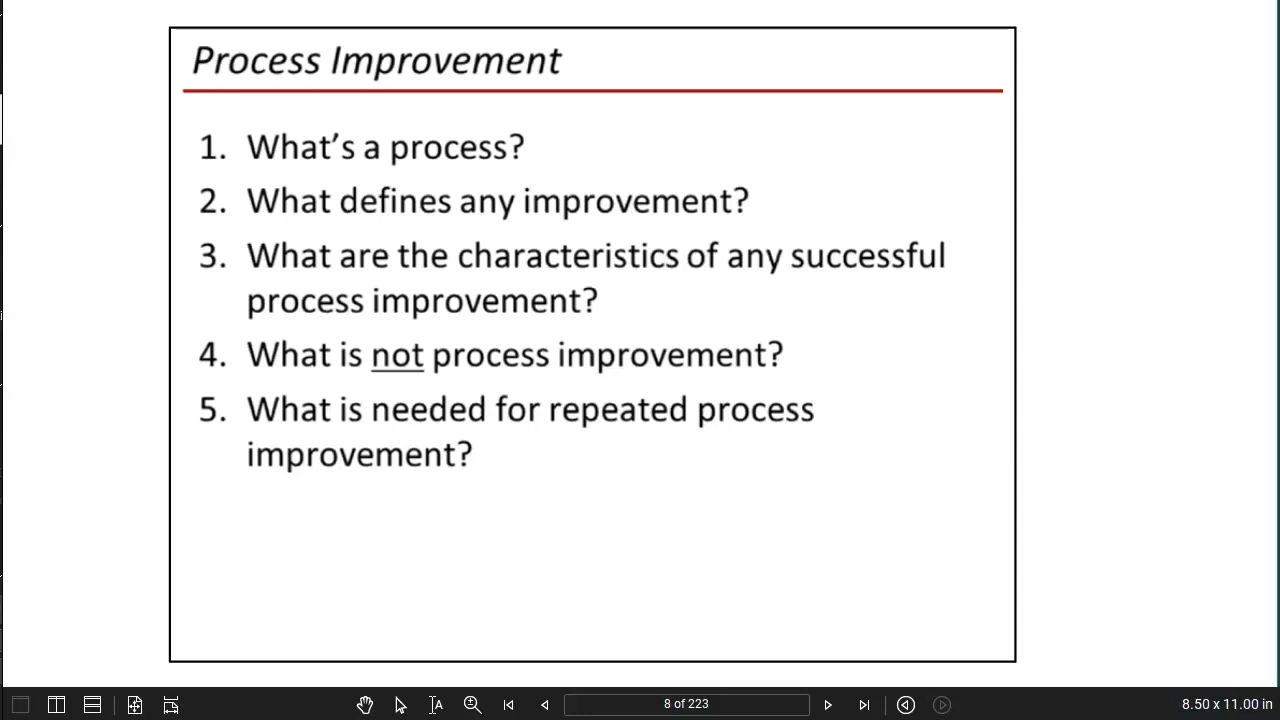 Process Improvement
1. What's a process?
2. What defines any improvement?
3. What are the characteristics of any successful
process improvement?
4. What is not process improvement?
5. What is needed for repeated process
improvement?
8 of 223
8.50 x 11.00 in